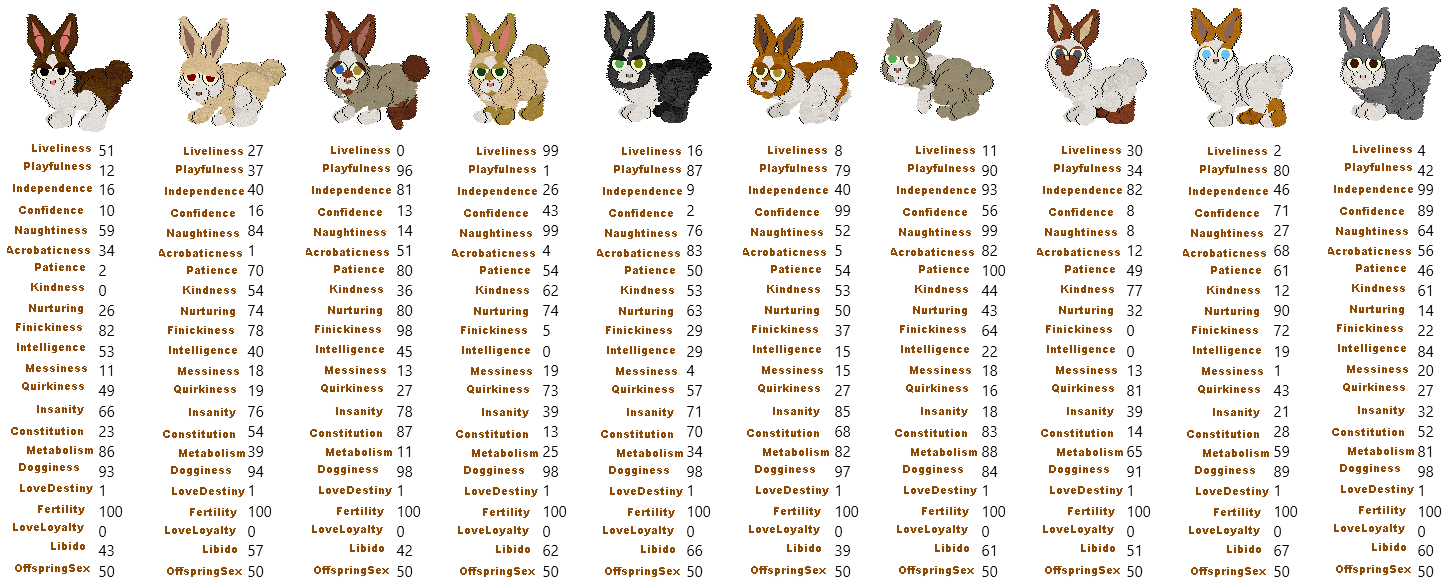 Liveliness 51 Liveliness 27 Liveliness 0 Liveliness 99 Liveliness 16 Liveliness 8 Liveliness 11 Liveliness 30 Liveliness 2 Liveliness 4
Playfulness 12 Playfulness 37 Playfulness 96 Playfulness 1 Playfulness 87 Playfulness 79 Playfulness 90 Playfulness 34 Playfulness 80 Playfulness 42
Independence 16 Independence 40 Independence 81 Independence 26 Independence 9 Independence 40 Independence 93 Independence 82 Independence 46 Independence 99
Confidence 10 Confidence 16 Confidence 13 Confidence 43 Confidence 2 Confidence 99 Confidence 56 Confidence 8 Confidence 71 Confidence 89
Naughtiness 59 Naughtiness 84 Naughtiness 14 Naughtiness 99 Naughtiness 76 Naughtiness 52 Naughtiness 99 Naughtiness 8 Naughtiness 27 Naughtiness 64
Acrobaticness 34 Acrobaticness 1 Acrobaticness 51 Acrobaticness 4 Acrobaticness 83 Acrobaticness 5 Acrobaticness 82 Acrobaticness 12 Acrobaticness 68 Acrobaticness 56
Patience 2 Patience 70 Patience 80 Patience 54 Patience 50 Patience 54 Patience 100 Patience 49 Patience 61 Patience 46
Kindness 0 Kindness 54 Kindness 36 Kindness 62 Kindness 53 Kindness 53 Kindness 44 Kindness 77 Kindness 12 Kindness 61
Nurturing 26 Nurturing 74 Nurturing 80 Nurturing 74 Nurturing 63 Nurturing 50 Nurturing 43 Nurturing 32 Nurturing 90 Nurturing 14
Finickiness 82 Finickiness 78 Finickiness 98 Finickiness 5 Finickiness 29 Finickiness 37 Finickiness 64 Finickiness 0 Finickiness 72 Finickiness 22
Intelligence 53 Intelligence 40 Intelligence 45 Intelligence 0 Intelligence 29 Intelligence 15 Intelligence 22 Intelligence 0 Intelligence 19 Intelligence 84
Messiness 11 Messiness 18 Messiness 13 Messiness 19 Messiness 4 Messiness 15 Messiness 18 Messiness 13 Messiness 1 Messiness 20
Quirkiness 49 Quirkiness 19 Quirkiness 27 Quirkiness 73 Quirkiness 57 Quirkiness 27 Quirkiness 16 Quirkiness 81 Quirkiness 43 Quirkiness 27
Insanity 66 Insanity 76 Insanity 78 Insanity 39 Insanity 71 Insanity 85 Insanity 18 Insanity 39 Insanity 21 Insanity 32
Constitution 23 Constitution 54 Constitution 87 Constitution 13 Constitution 70 Constitution 68 Constitution 83 Constitution 14 Constitution 28 Constitution 52
Metabolism 86 Metabolism 39 Metabolism 11 Metabolism 25 Metabolism 34 Metabolism 82 Metabolism 88 Metabolism 65 Metabolism 59 Metabolism 81
Dogginess 93 Dogginess 94 Dogginess 98 Dogginess 98 Dogginess 98 Dogginess 97 Dogginess 84 Dogginess 91 Dogginess 89 Dogginess 98
LoveDestiny 1 LoveDestiny 1 LoveDestiny 1 LoveDestiny 1 LoveDestiny 1 LoveDestiny 1 LoveDestiny 1 LoveDestiny 1 LoveDestiny 1 LoveDestiny 1
Fertility 100 Fertility 100 Fertility 100 Fertility 100 Fertility 100 Fertility 100 Fertility 100 Fertility 100 Fertility 100 Fertility 100
LoveLoyalty 0 LoveLoyalty 0 LoveLoyalty 0 LoveLoyalty 0 LoveLoyalty 0 LoveLoyalty 0 LoveLoyalty 0 LoveLoyalty 0 LoveLoyalty 0 LoveLoyalty 0
Libido 43 Libido 57 Libido 42 Libido 62 Libido 66 Libido 39 Libido 61 Libido 51 Libido 67 Libido 60
OffspringSex 50 OffspringSex 50 OffspringSex 50 OffspringSex 50 OffspringSex 50 OffspringSex 50 OffspringSex 50 OffspringSex 50 OffspringSex 50 OffspringSex 50